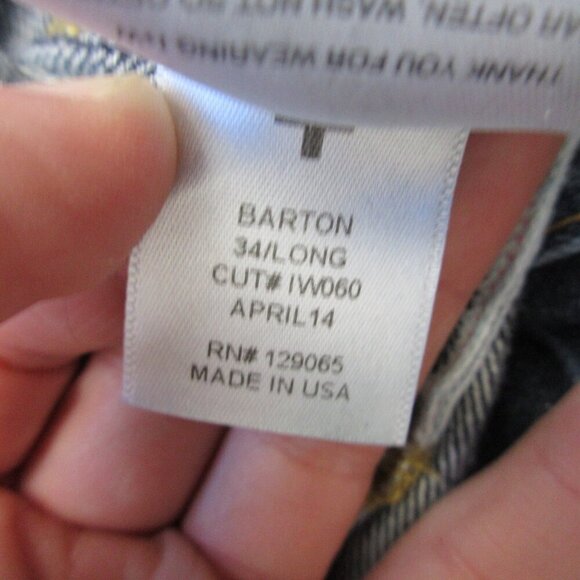 AR OFTEN. WASH NOT SO
THANK YOU FOR WEARING
BARTON
34/LONG
CUT# IW060
APRIL14
RN# 129065
MADE IN USA